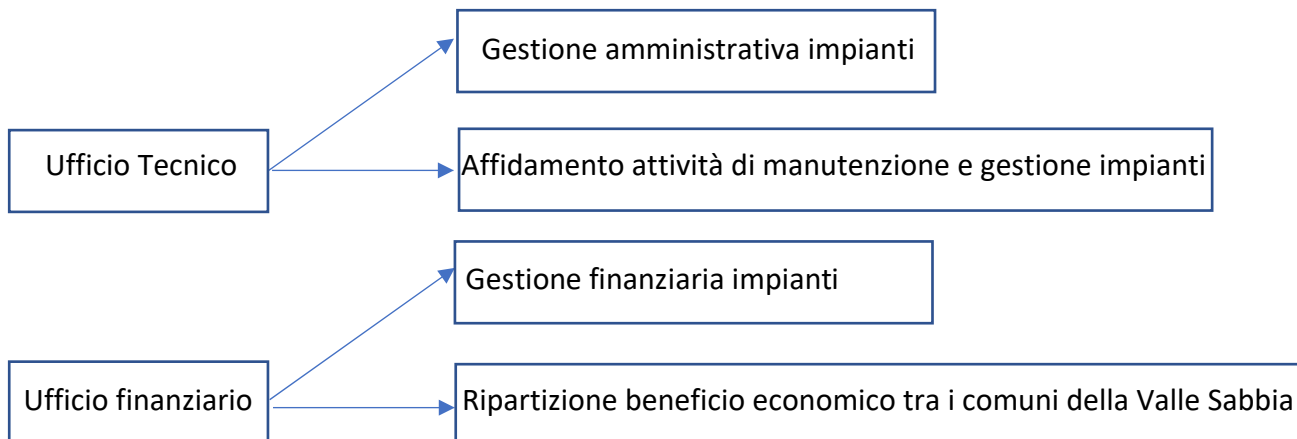 Gestione amministrativa impianti
Ufficio Tecnico
Affidamento attività di manutenzione e gestione impianti
Gestione finanziaria impianti
Ufficio finanziario
Ripartizione beneficio economico tra i comuni della Valle Sabbia